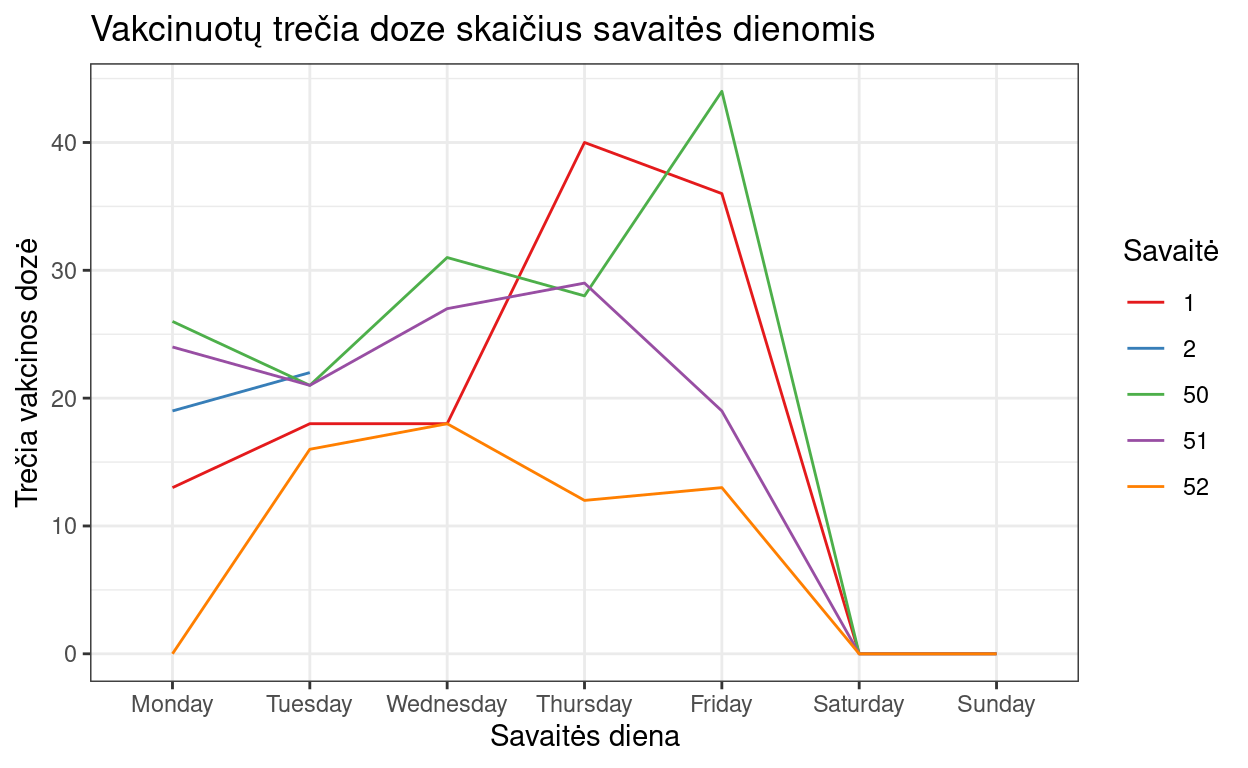 Vakcinuotų trečia doze skaičius savaitės dienomis
Trečia vakcinos dozė
40
30
20
10
0
Monday Tuesday Wednesday Thursday Friday Saturday Sunday
Savaitės diena
Savaitė
1
2
50
51
52